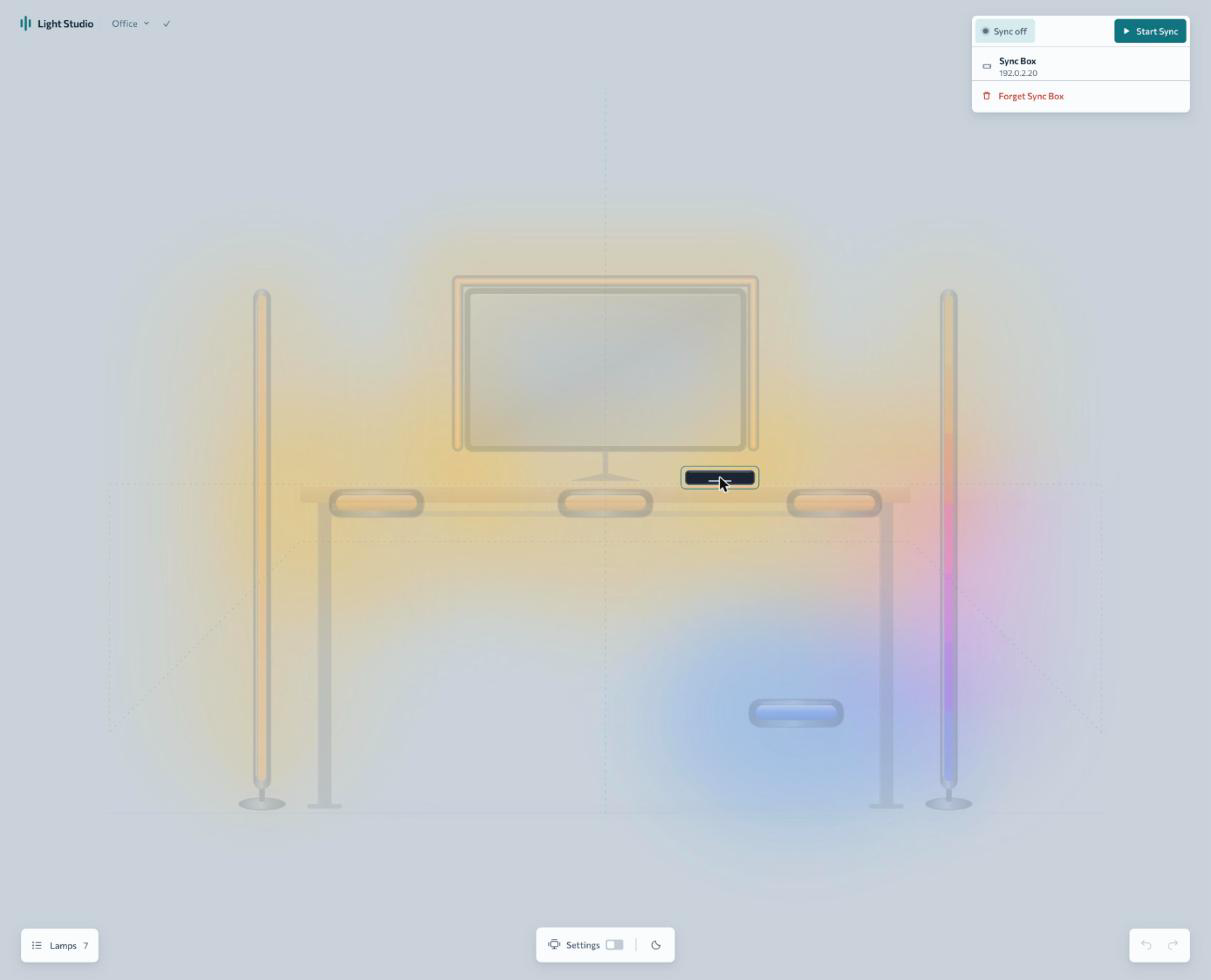 Light Studio
Office
Sync off
Start Sync
Sync Box
192.0.2.20
Forget Sync Box
Lamps 7
Settings